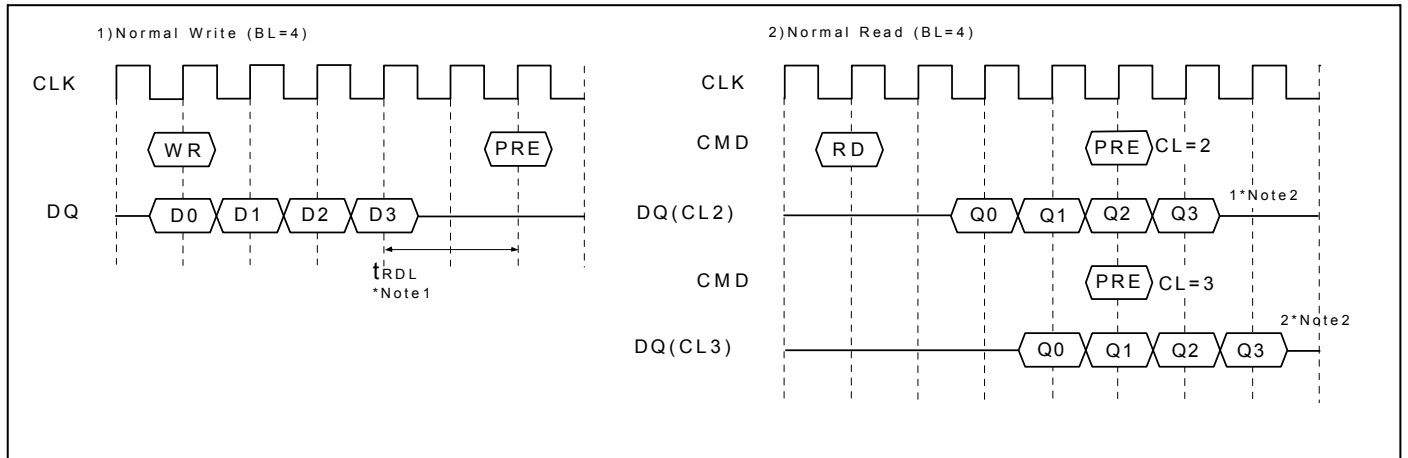 1)Normal Write (BL=4)
CLK
WR PRE
DQ D0 D1 D2 D3
tRDL
*Note1
2)Normal Read (BL=4)
CLK
CMD RD PRE CL=2
DQ(CL2) Q0 Q1 Q2 Q3 1*Note2
CMD PRE CL=3
2*Note2
DQ(CL3) Q0 Q1 Q2 Q3